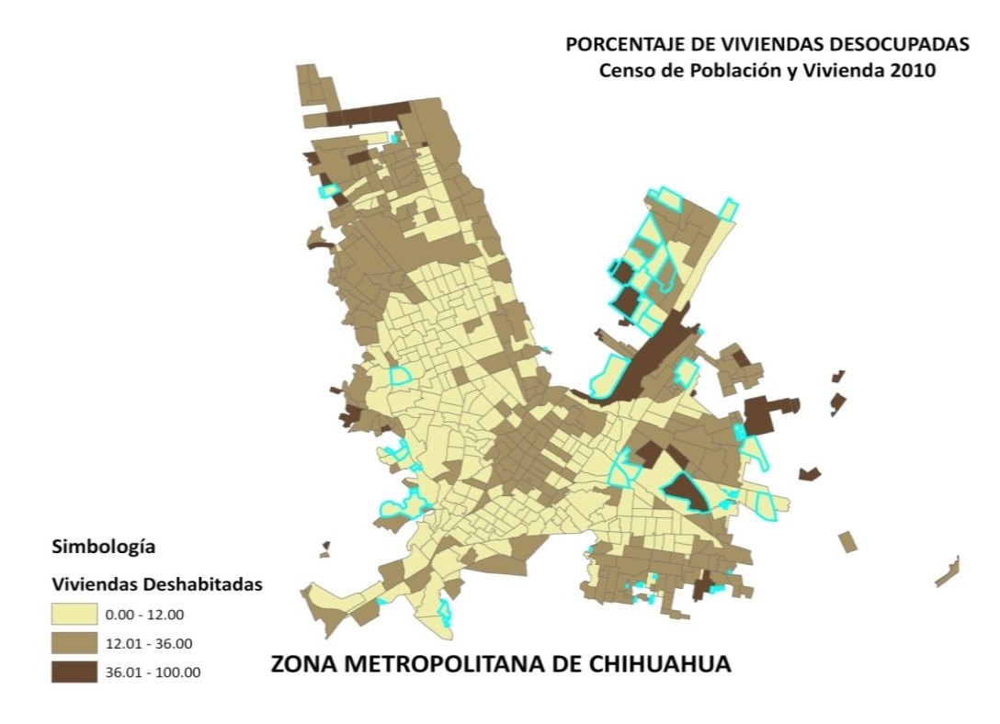 PORCENTAJE DE VIVIENDAS DESOCUPADAS
Censo de Población y Vivienda 2010
Simbología
Viviendas Deshabitadas
0.00 - 12.00
12.01 - 36.00
36.01 - 100.00
ZONA METROPOLITANA DE CHIHUAHUA